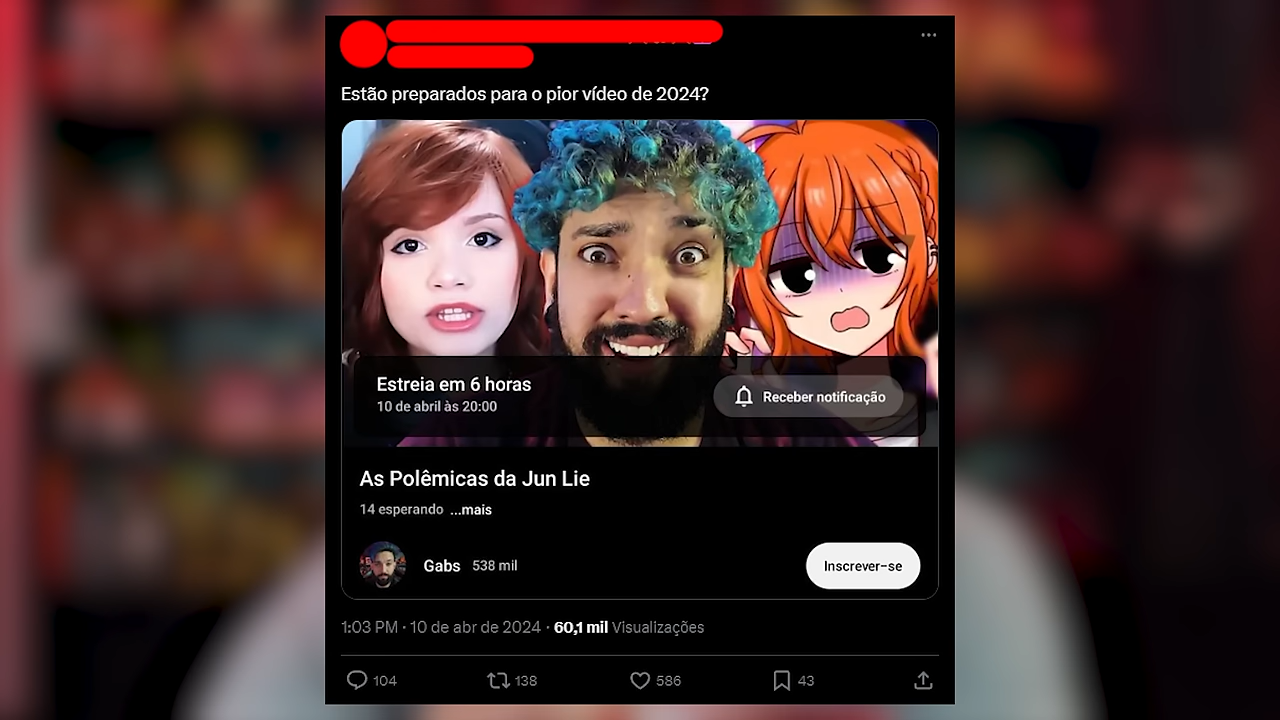 Estão preparados para o pior vídeo de 2024?
Estreia em 6 horas
10 de abril às 20:00
Receber notificação
As Polêmicas da Jun Lie
14 esperando ...mais
Gabs 538 mil
Inscrever-se
1:03 PM · 10 de abr de 2024 · 60,1 mil Visualizações
104 138 586 43